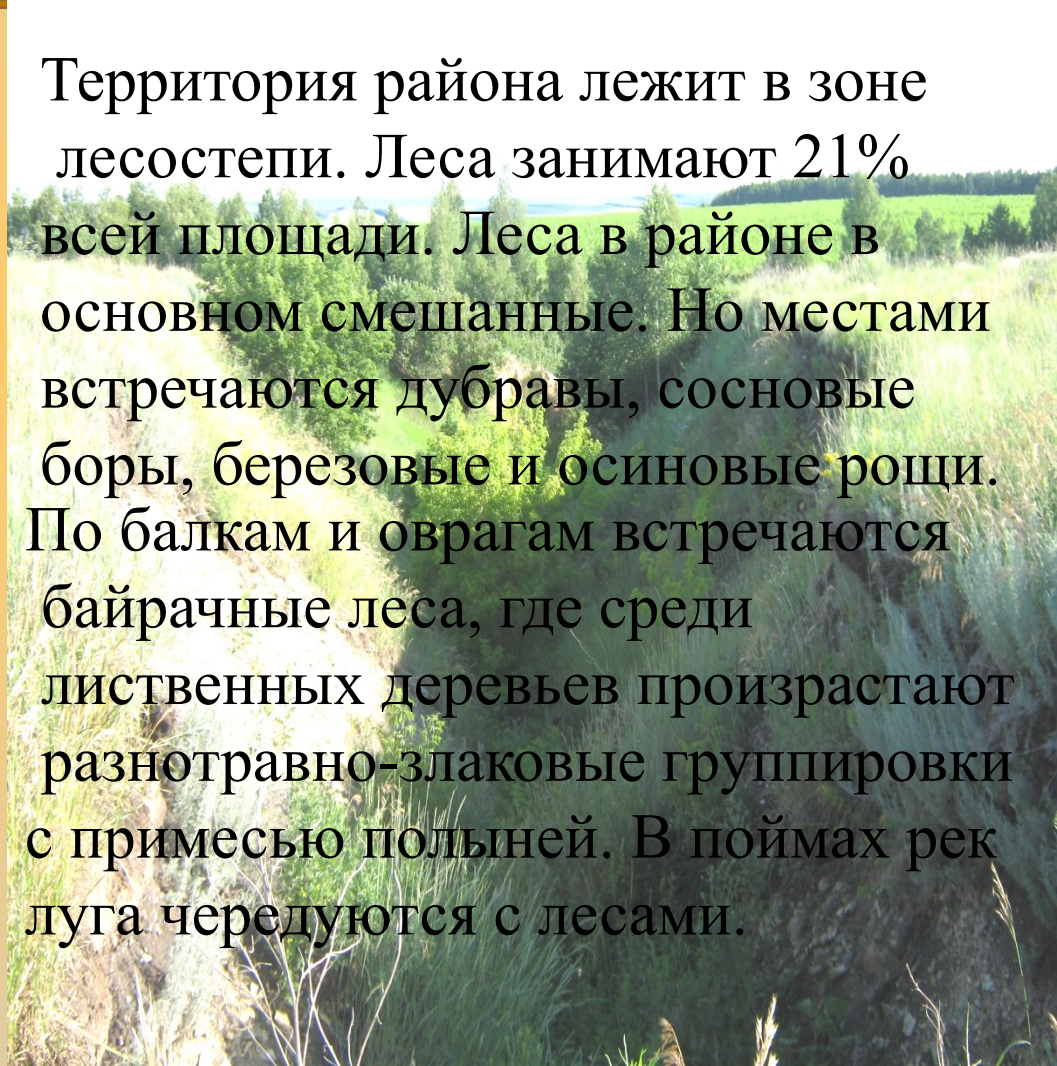 Территория района лежит в зоне
лесостепи. Леса занимают 21%
всей площади. Леса в районе в
основном смешанные. Но местами
встречаются дубравы, сосновые
боры, березовые и осиновые рощи.
По балкам и оврагам встречаются
байрачные леса, где среди
лиственных деревьев произрастают
разнотравно-злаковые группировки
с примесью полыней. В поймах рек
луга чередуются с лесами.